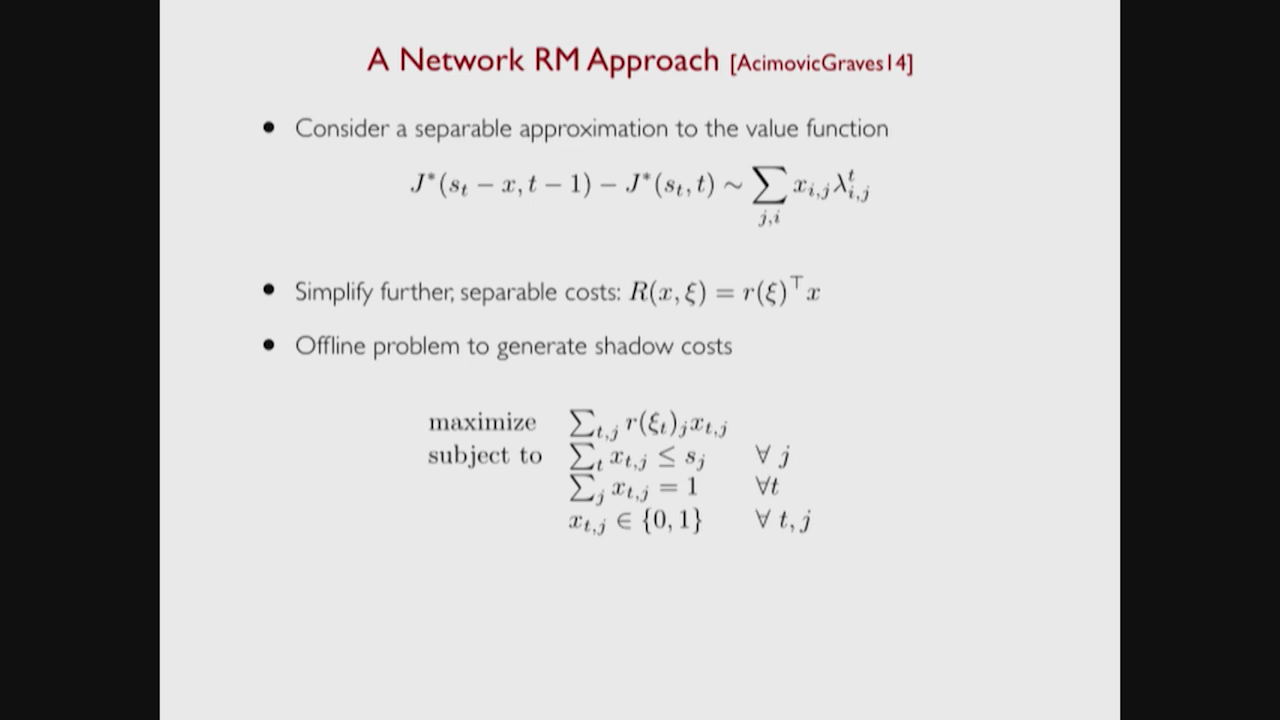 A Network RM Approach [AcimovicGraves14]
• Consider a separable approximation to the value function
J*(s_t − x, t − 1) − J*(s_t, t) ∼ ∑_{j,i} x_{i,j} λ^t_{i,j}
• Simplify further, separable costs: R(x, ξ) = r(ξ)^⊤ x
• Offline problem to generate shadow costs
maximize ∑_{t,j} r(ξ_t)_j x_{t,j}
subject to ∑_t x_{t,j} ≤ s_j ∀ j
∑_j x_{t,j} = 1 ∀t
x_{t,j} ∈ {0, 1} ∀ t, j